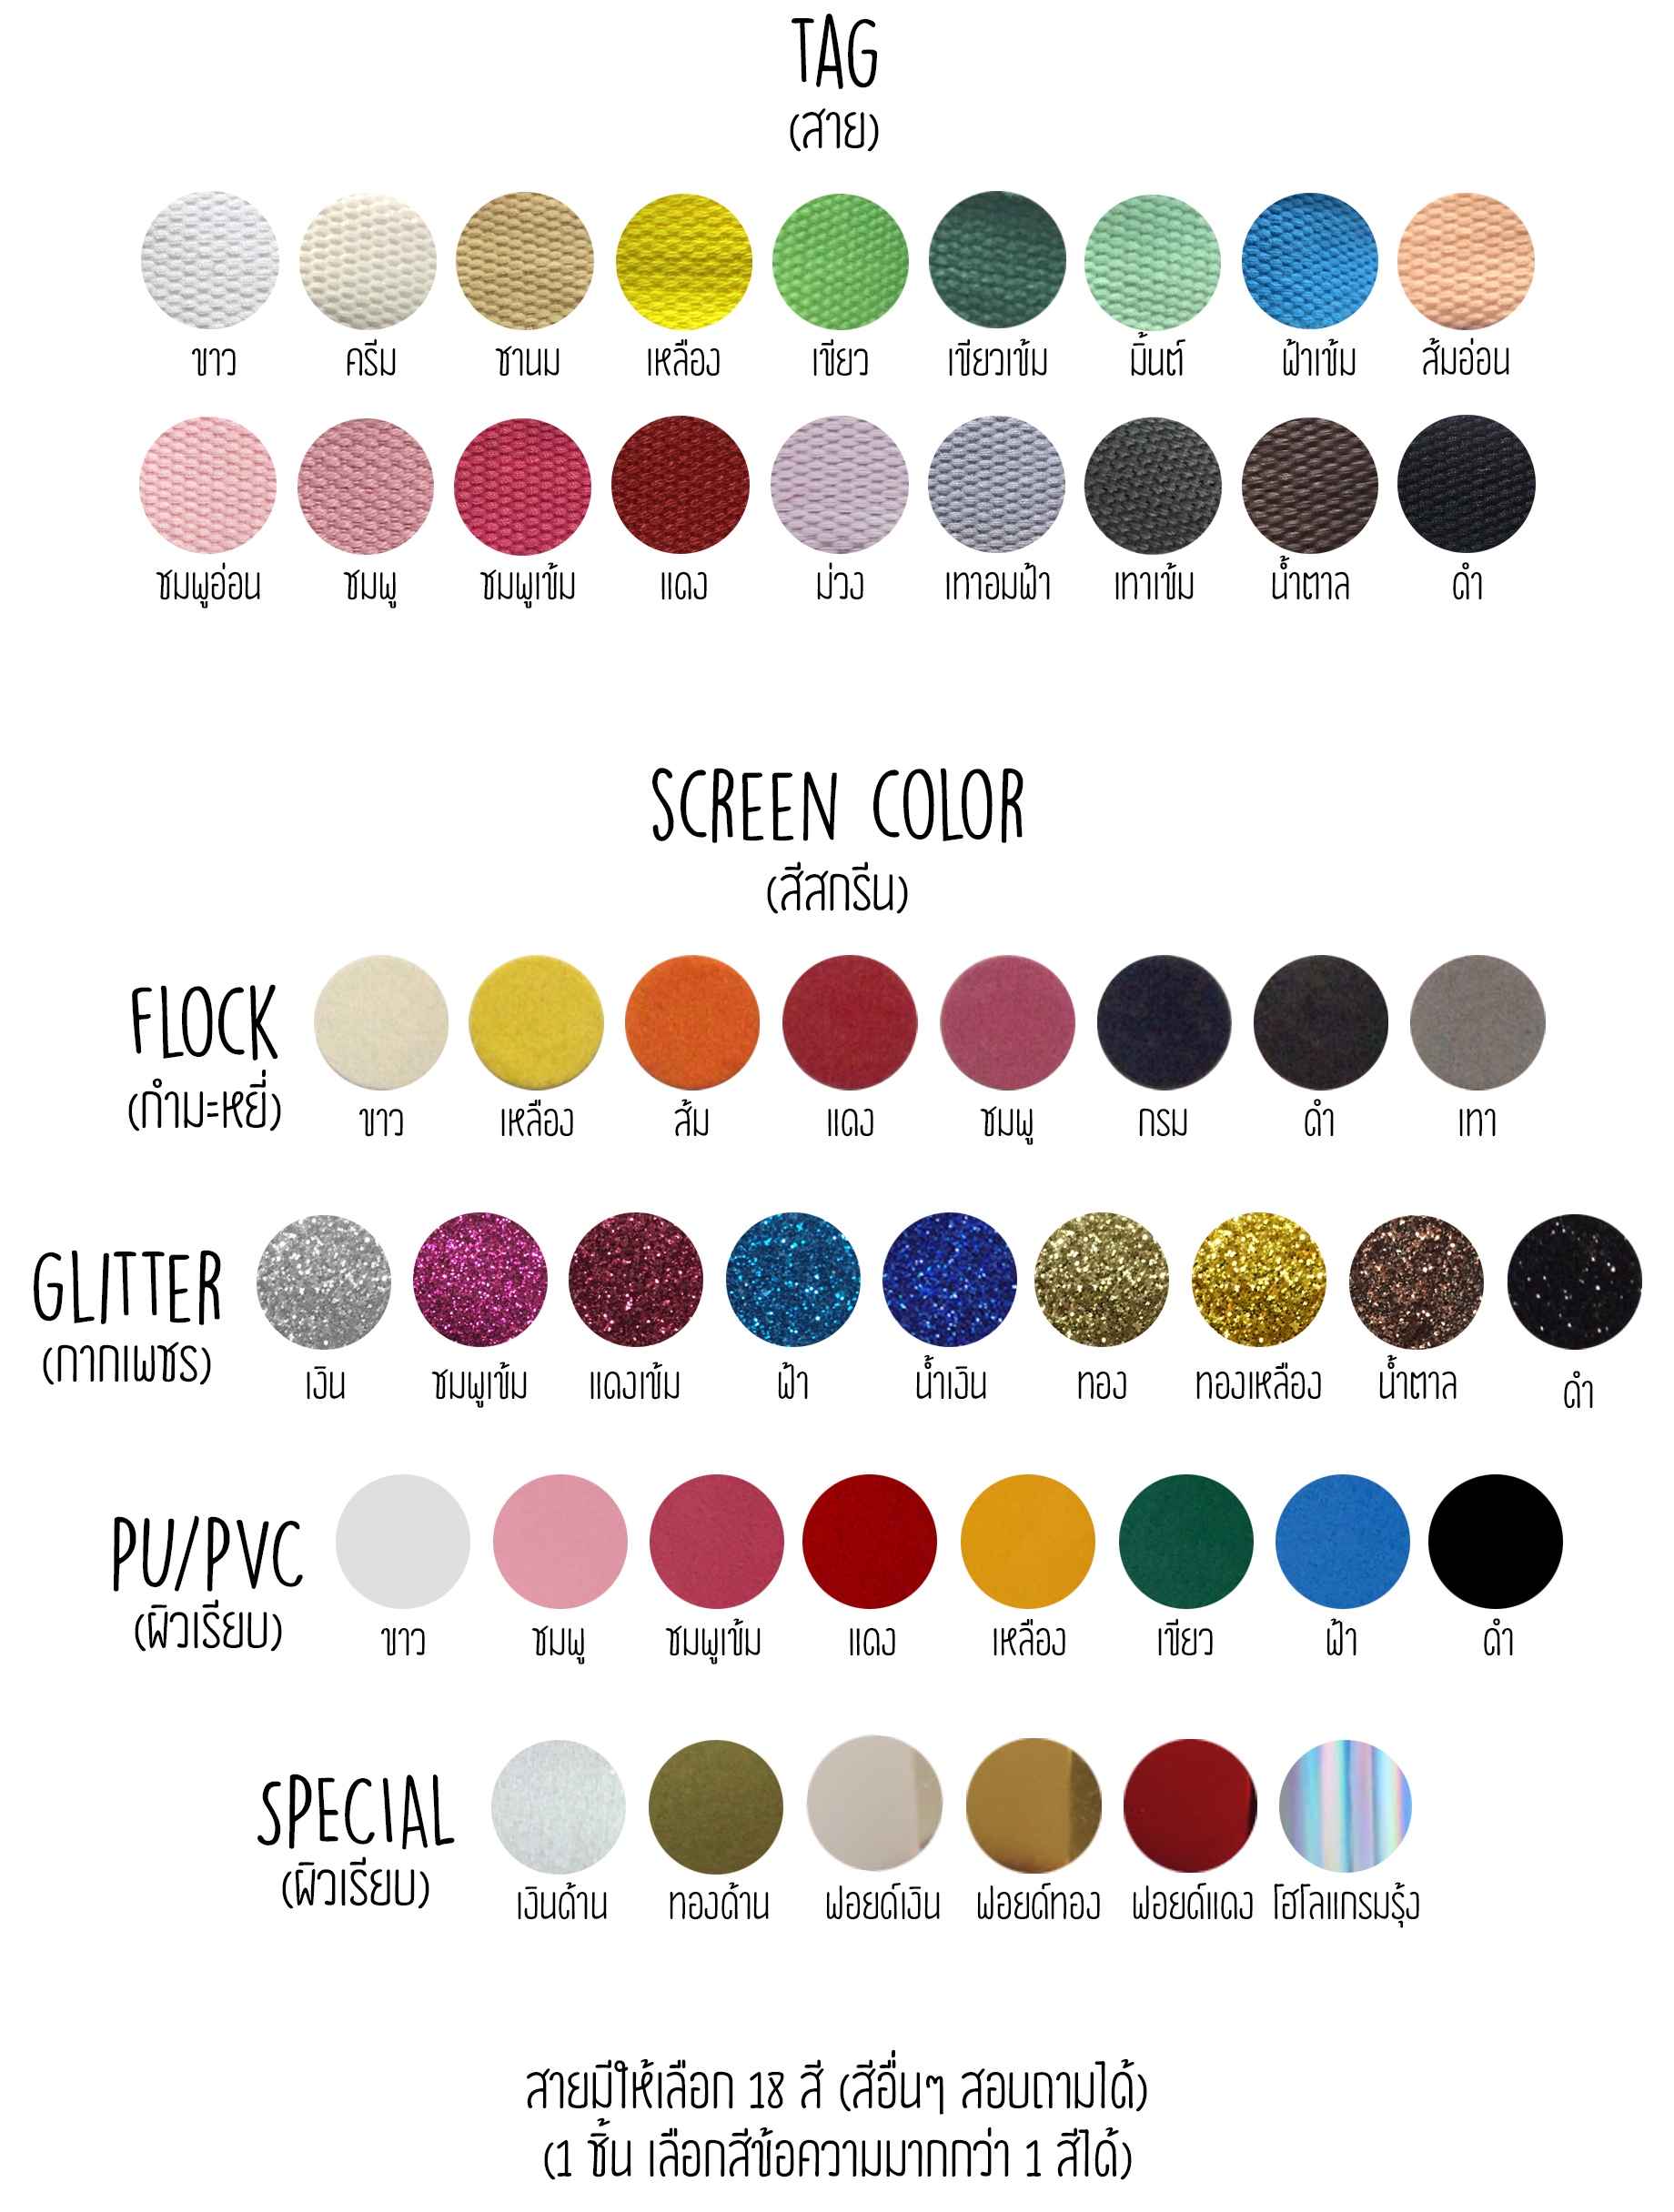 TAG
(สาย)
ขาว ครีม ชานม เหลือง เขียว เขียวเข้ม มิ้นต์ ฟ้าเข้ม ส้มอ่อน
ชมพูอ่อน ชมพู ชมพูเข้ม แดง ม่วง เทาอมฟ้า เทาเข้ม น้ำตาล ดำ
SCREEN COLOR
(สีสกรีน)
FLOCK
(กำมะหยี่)
ขาว เหลือง ส้ม แดง ชมพู กรม ดำ เทา
GLITTER
(กากเพชร)
เงิน ชมพูเข้ม แดงเข้ม ฟ้า น้ำเงิน ทอง ทองเหลือง น้ำตาล ดำ
PU/PVC
(ผิวเรียบ)
ขาว ชมพู ชมพูเข้ม แดง เหลือง เขียว ฟ้า ดำ
SPECIAL
(ผิวเรียบ)
เงินด้าน ทองด้าน ฟอยด์เงิน ฟอยด์ทอง ฟอยด์แดง โฮโลแกรมรุ้ง
สายมีให้เลือก 18 สี (สีอื่นๆ สอบถามได้)
(1 ชิ้น เลือกสีข้อความมากกว่า 1 สีได้)